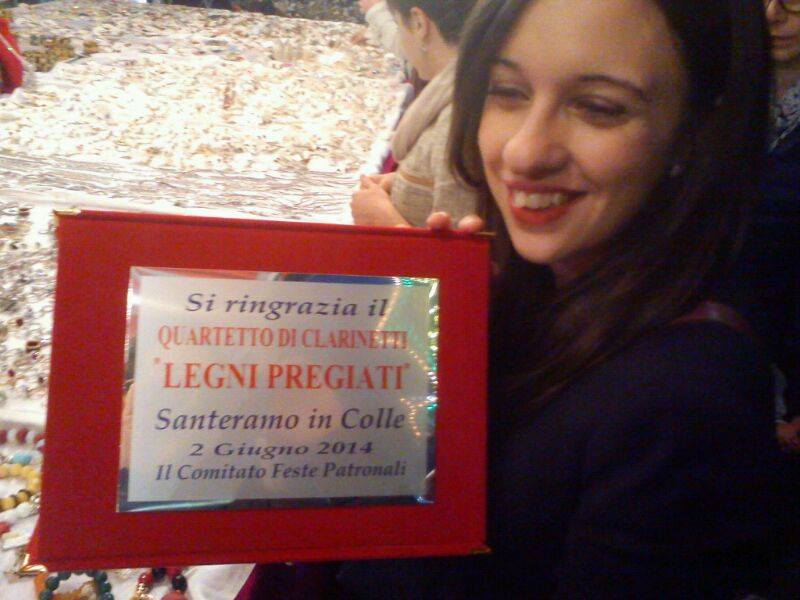 Si ringrazia il
QUARTETTO DI CLARINETTI
"LEGNI PREGIATI"
Santeramo in Colle
2 Giugno 2014
Il Comitato Feste Patronali